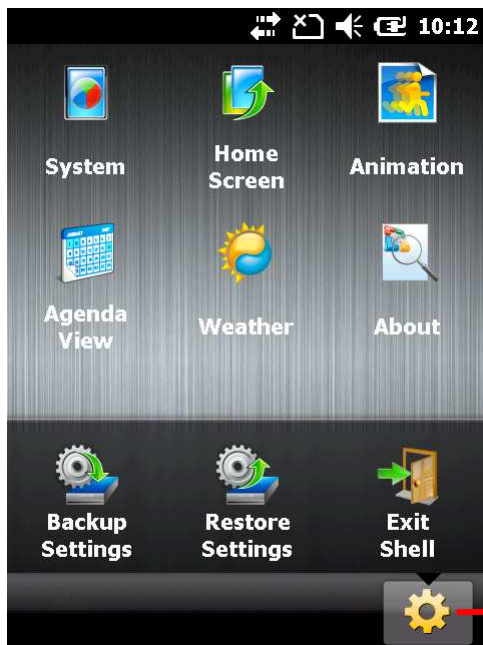 10:12
System
Home
Screen
Animation
Agenda
View
Weather
About
Backup
Settings
Restore
Settings
Exit
Shell